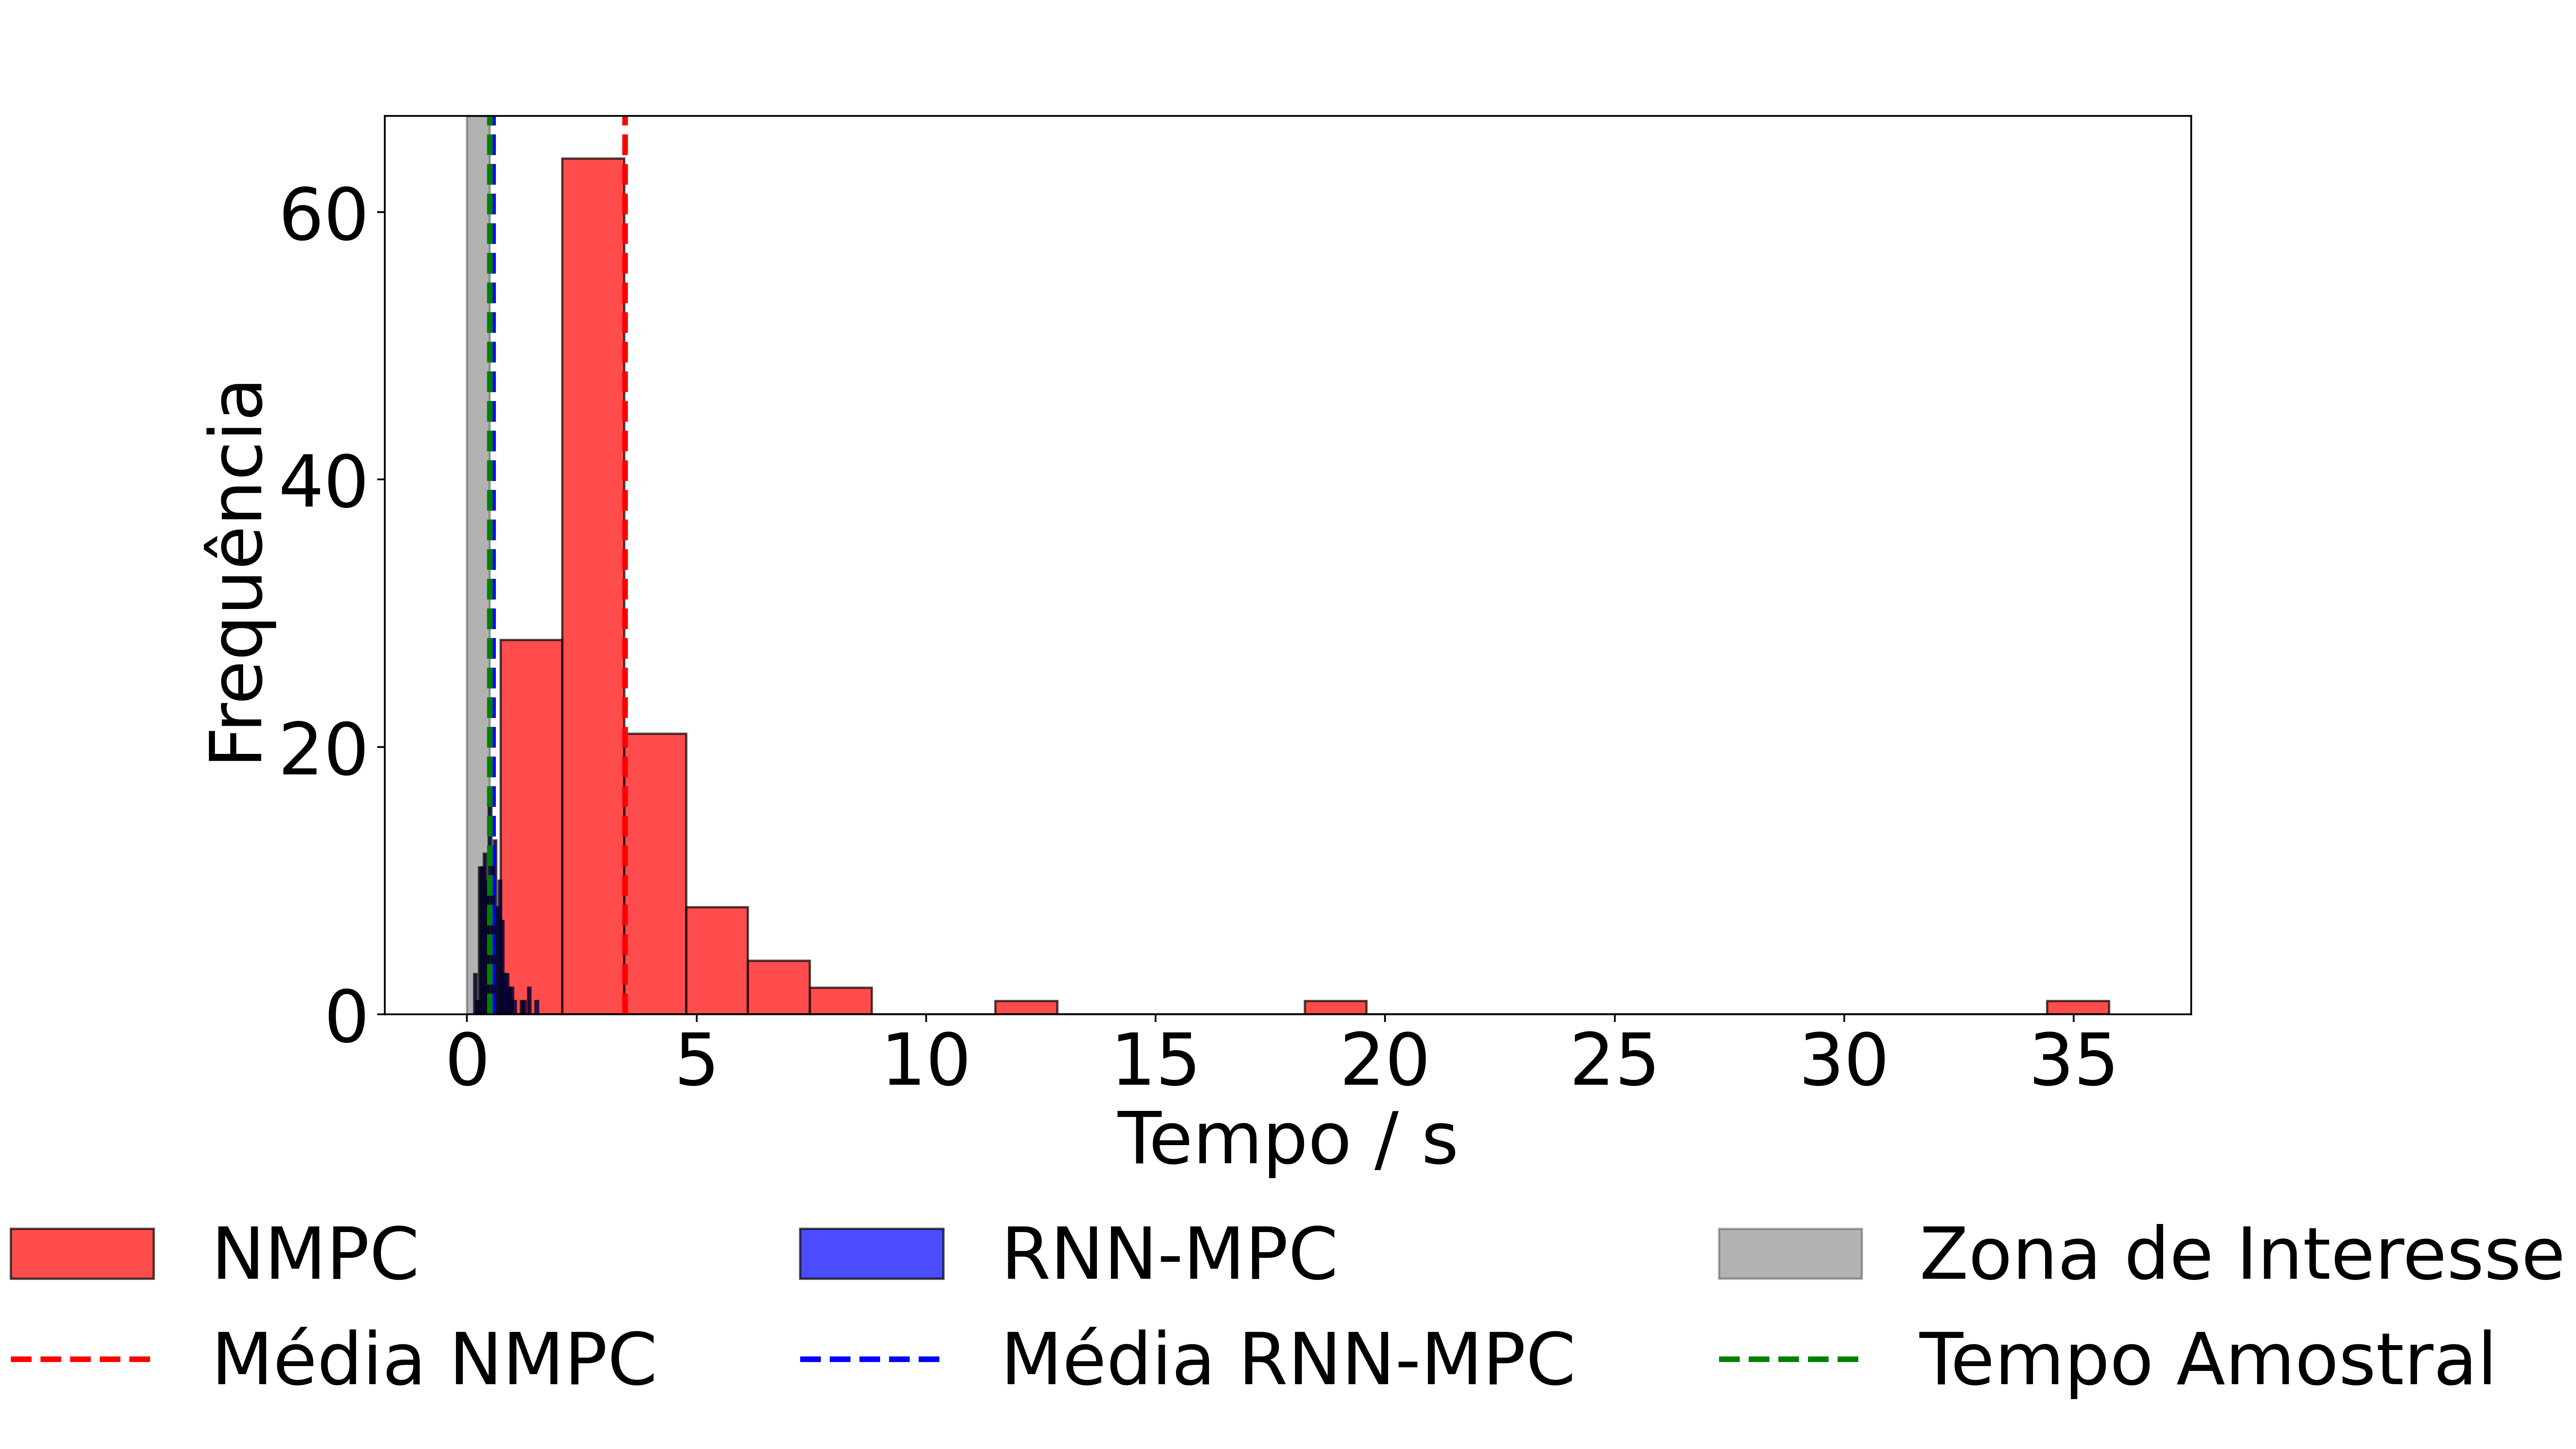 60
40
20
0
Frequência
0 5 10 15 20 25 30 35
Tempo / s
NMPC RNN-MPC Zona de Interesse
Média NMPC Média RNN-MPC Tempo Amostral